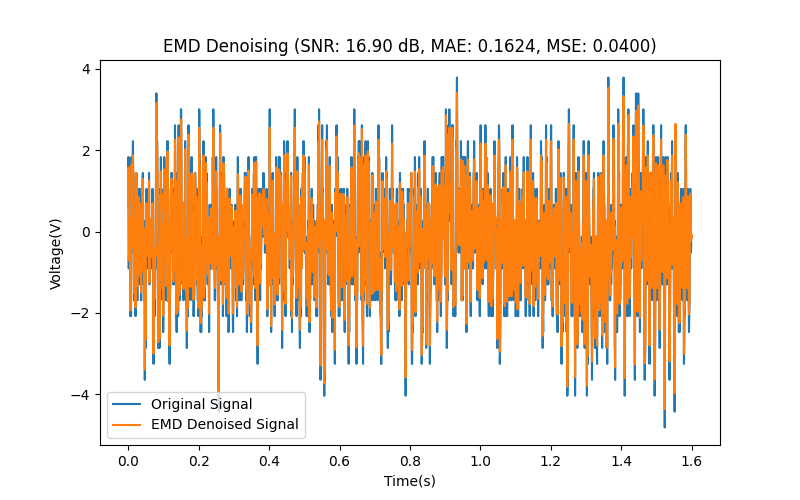 EMD Denoising (SNR: 16.90 dB, MAE: 0.1624, MSE: 0.0400)
4
2
0
−2
−4
Voltage(V)
Original Signal
EMD Denoised Signal
0.0 0.2 0.4 0.6 0.8 1.0 1.2 1.4 1.6
Time(s)